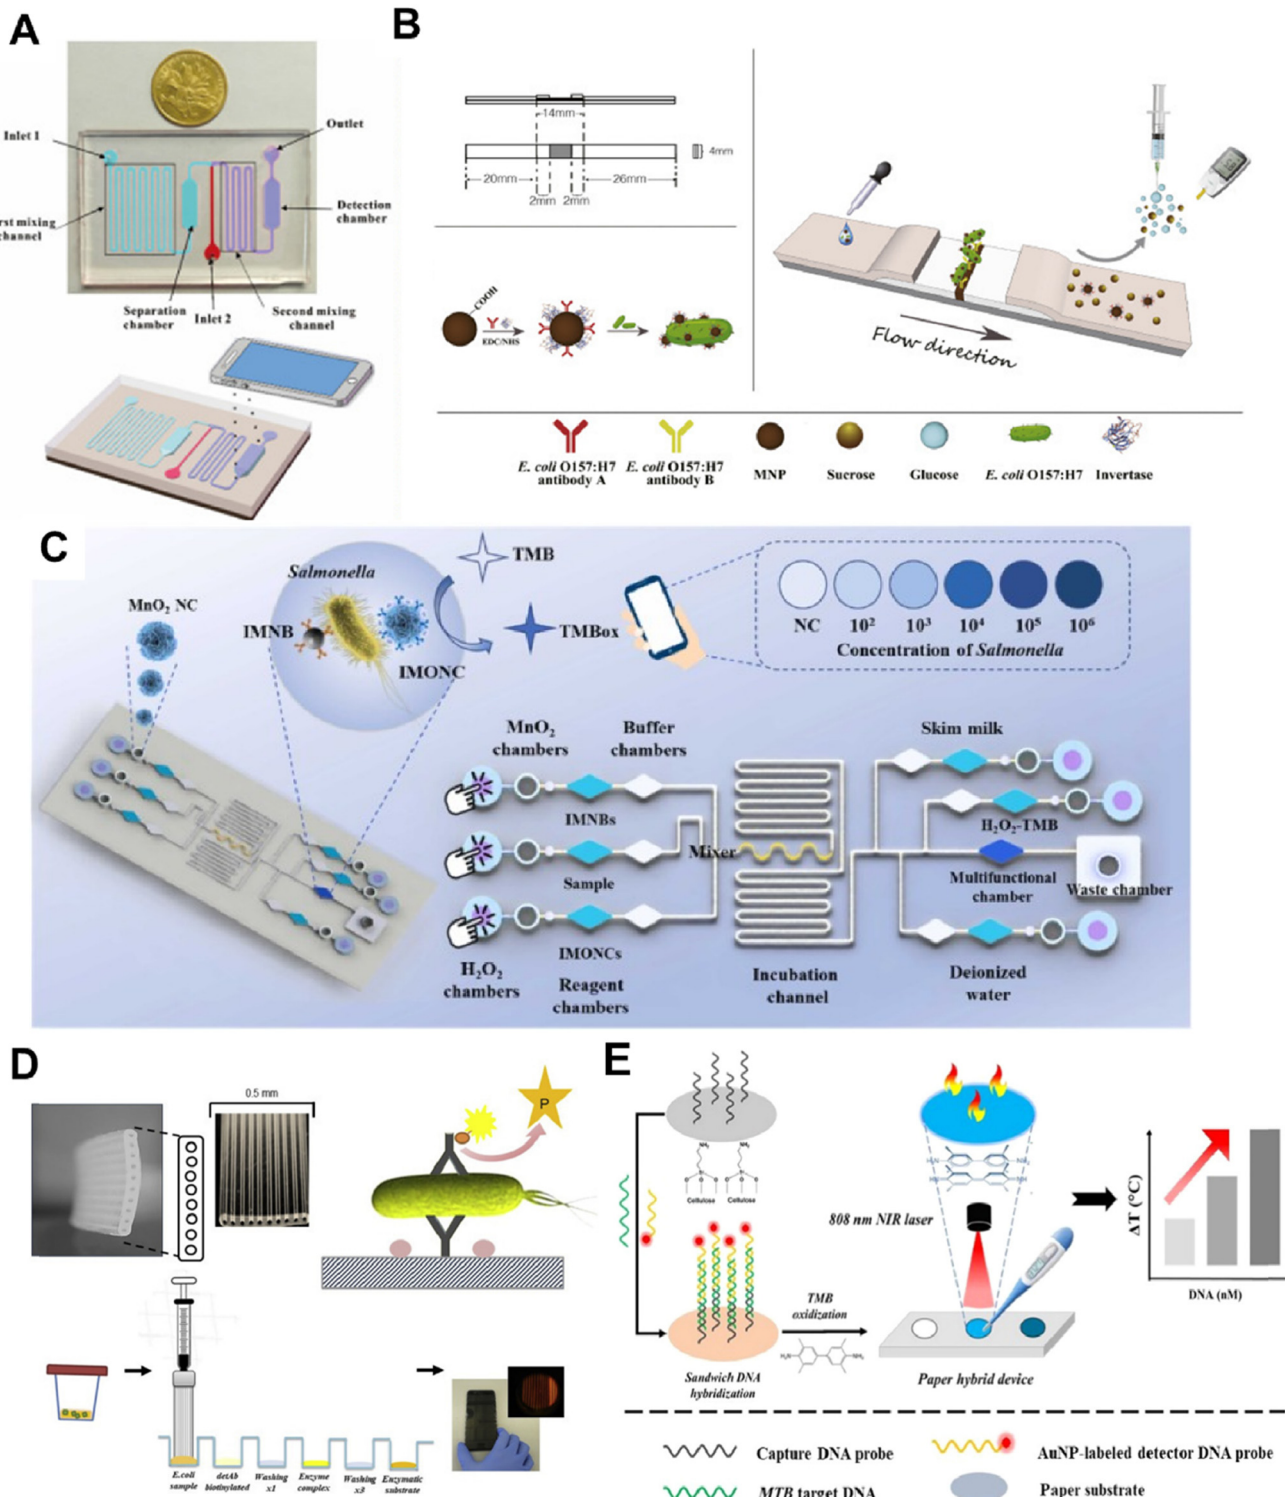 A
Inlet 1
Outlet
rst mixing
channel
Detection
chamber
Separation
chamber
Inlet 2
Second mixing
channel
B
14mm
4mm
20mm
26mm
2mm
2mm
COOH
EDC/NHS
Flow direction
E. coli O157:H7
antibody A
E. coli O157:H7
antibody B
MNP
Sucrose
Glucose
E. coli O157:H7
Invertase
C
MnO₂ NC
Salmonella
IMNB
IMONC
TMB
TMBox
NC
10²
10³
10⁴
10⁵
10⁶
Concentration of Salmonella
MnO₂
chambers
Buffer
chambers
IMNBs
Sample
IMONCs
H₂O₂
chambers
Reagent
chambers
Mixer
Incubation
channel
Skim milk
H₂O₂-TMB
Multifunctional
chamber
Waste chamber
Deionized
water
D
0.5 mm
P
E.coli
sample
detAb
biotinylated
Washing
x1
Enzyme
complex
Washing
x3
Enzymatic
substrate
E
NH₂
NH₂
Cellulose
Cellulose
808 nm NIR laser
TMB
oxidization
H₂N
NH₂
Sandwich DNA
hybridization
Paper hybrid device
ΔT (°C)
DNA (nM)
Capture DNA probe
AuNP-labeled detector DNA probe
MTB target DNA
Paper substrate